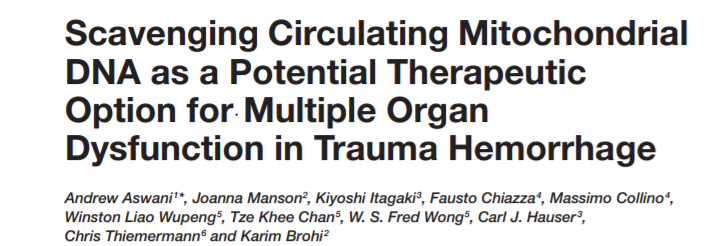 Scavenging Circulating Mitochondrial
DNA as a Potential Therapeutic
Option for Multiple Organ
Dysfunction in Trauma Hemorrhage
Andrew Aswani¹*, Joanna Manson², Kiyoshi Itagaki³, Fausto Chiazza⁴, Massimo Collino⁴,
Winston Liao Wupeng⁵, Tze Khee Chan⁵, W. S. Fred Wong⁵, Carl J. Hauser³,
Chris Thiemermann⁶ and Karim Brohi²